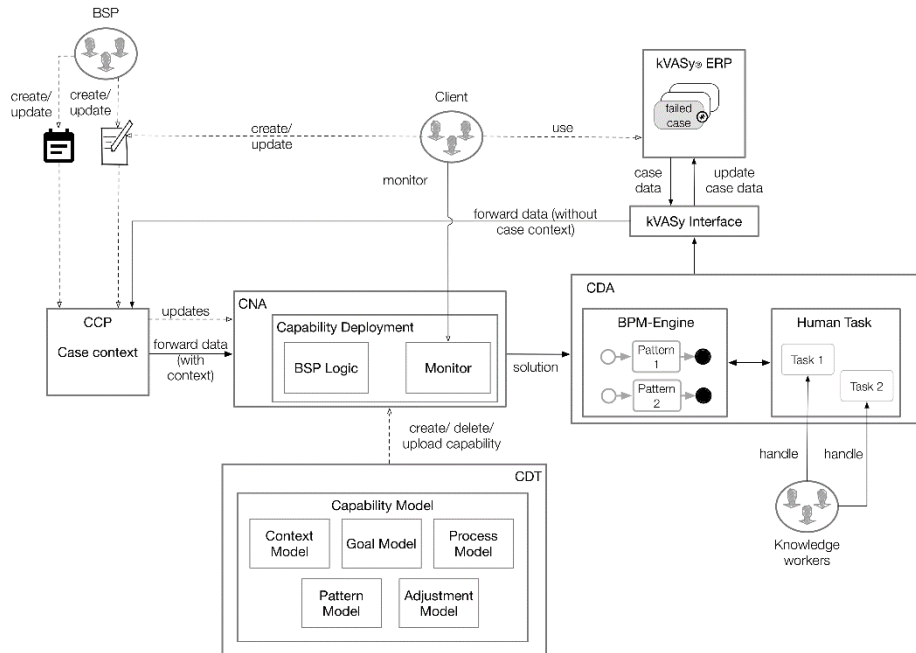 BSP
create/
update
create/
update
Client
create/
update
use
monitor
kVASy® ERP
failed
case
case
data
update
case data
forward data (without
case context)
kVASy Interface
CCP
Case context
updates
forward data
(with
context)
CNA
Capability Deployment
BSP Logic
Monitor
solution
CDA
BPM-Engine
Pattern
1
Pattern
2
Human Task
Task 1
Task 2
handle
handle
Knowledge
workers
create/ delete/
upload capability
CDT
Capability Model
Context
Model
Goal Model
Process
Model
Pattern
Model
Adjustment
Model